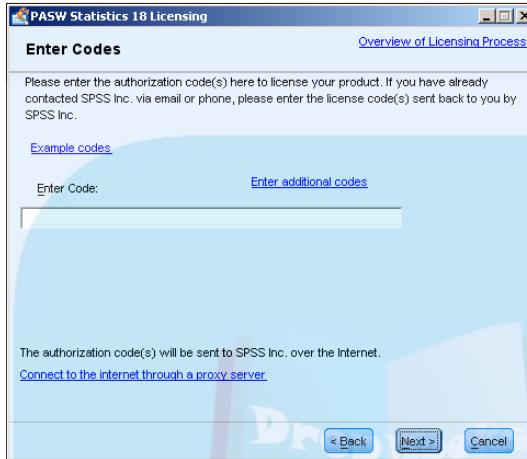 PASW Statistics 18 Licensing
Enter Codes
Overview of Licensing Process
Please enter the authorization code(s) here to license your product. If you have already
contacted SPSS Inc. via email or phone, please enter the license code(s) sent back to you by
SPSS Inc.
Example codes
Enter Code:
Enter additional codes
The authorization code(s) will be sent to SPSS Inc. over the Internet.
Connect to the internet through a proxy server
< Back
Next >
Cancel